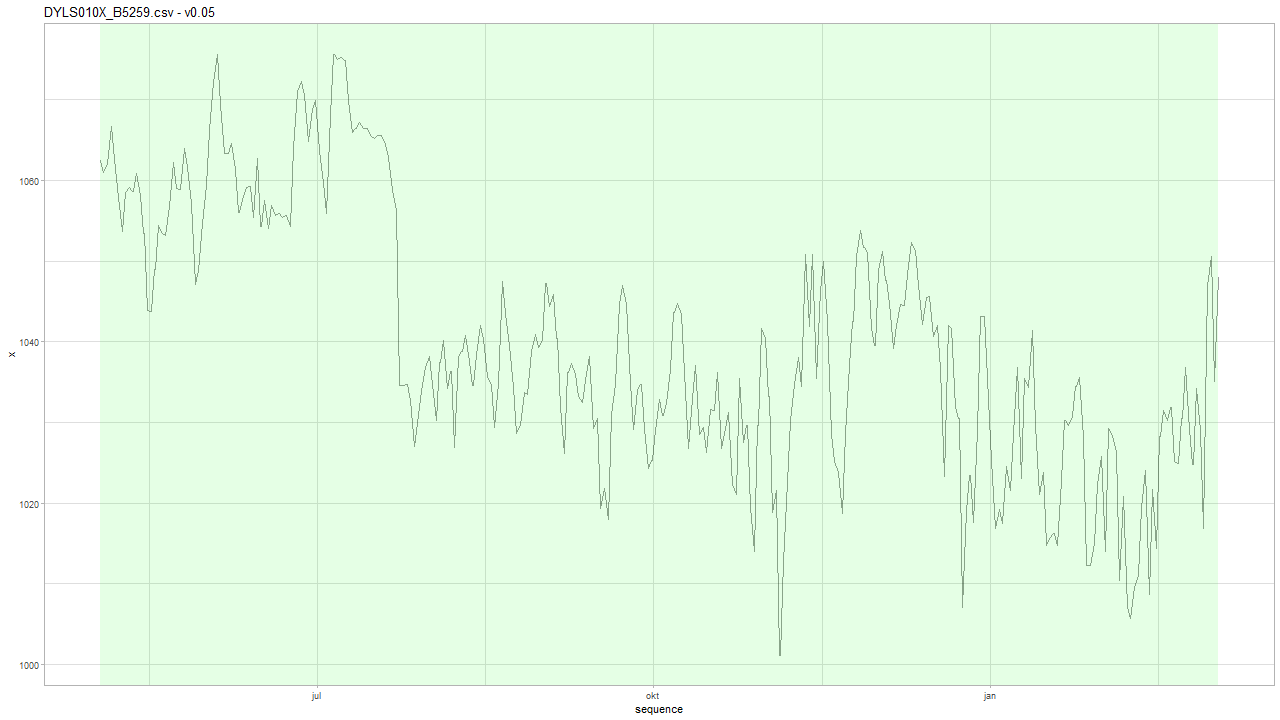 DYLS010X_B5259.csv - v0.05
1060
1040
1020
1000
x
jul
okt
jan
sequence